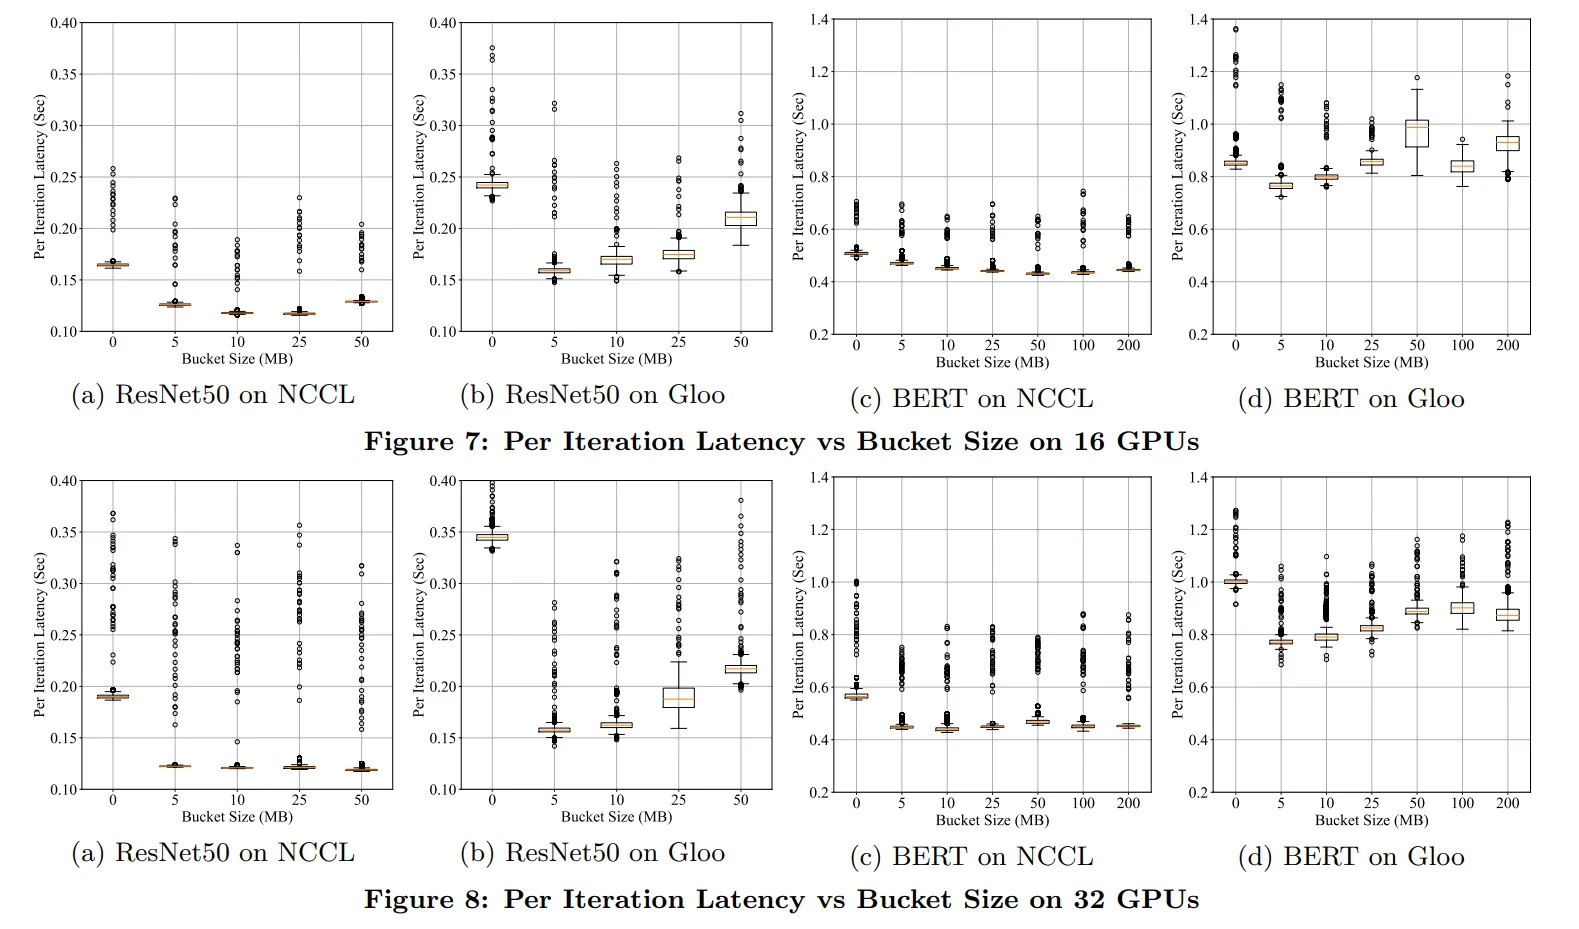 0.40
0.35
0.30
0.25
0.20
0.15
0.10
Per Iteration Latency (Sec)
0 5 10 25 50
Bucket Size (MB)
(a) ResNet50 on NCCL
0.40
0.35
0.30
0.25
0.20
0.15
0.10
Per Iteration Latency (Sec)
0 5 10 25 50
Bucket Size (MB)
(b) ResNet50 on Gloo
1.4
1.2
1.0
0.8
0.6
0.4
0.2
Per Iteration Latency (Sec)
0 5 10 25 50 100 200
Bucket Size (MB)
(c) BERT on NCCL
1.4
1.2
1.0
0.8
0.6
0.4
0.2
Per Iteration Latency (Sec)
0 5 10 25 50 100 200
Bucket Size (MB)
(d) BERT on Gloo
Figure 7: Per Iteration Latency vs Bucket Size on 16 GPUs
0.40
0.35
0.30
0.25
0.20
0.15
0.10
Per Iteration Latency (Sec)
0 5 10 25 50
Bucket Size (MB)
(a) ResNet50 on NCCL
0.40
0.35
0.30
0.25
0.20
0.15
0.10
Per Iteration Latency (Sec)
0 5 10 25 50
Bucket Size (MB)
(b) ResNet50 on Gloo
1.4
1.2
1.0
0.8
0.6
0.4
0.2
Per Iteration Latency (Sec)
0 5 10 25 50 100 200
Bucket Size (MB)
(c) BERT on NCCL
1.4
1.2
1.0
0.8
0.6
0.4
0.2
Per Iteration Latency (Sec)
0 5 10 25 50 100 200
Bucket Size (MB)
(d) BERT on Gloo
Figure 8: Per Iteration Latency vs Bucket Size on 32 GPUs